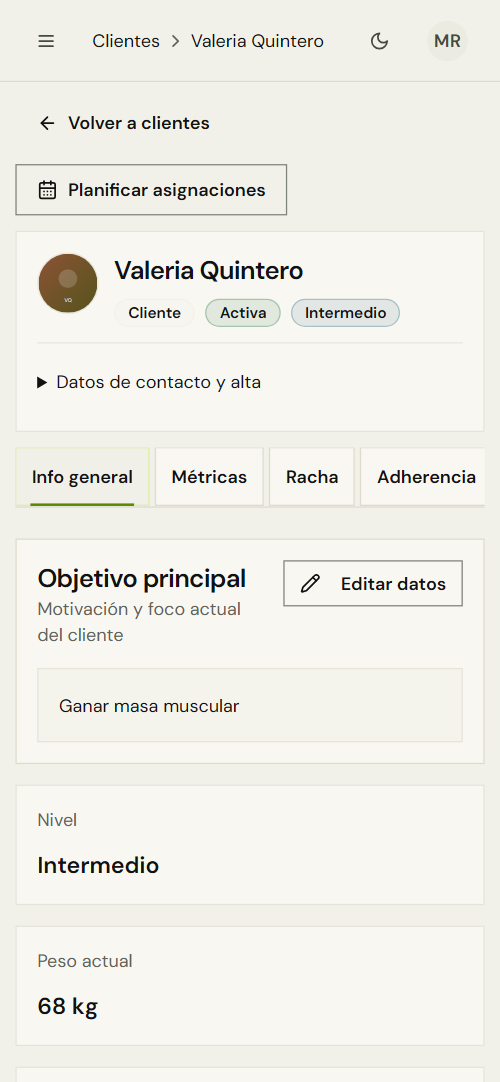 Clientes > Valeria Quintero
MR
Volver a clientes
Planificar asignaciones
VQ
Valeria Quintero
Cliente Activa Intermedio
Datos de contacto y alta
Info general Métricas Racha Adherencia
Objetivo principal
Editar datos
Motivación y foco actual
del cliente
Ganar masa muscular
Nivel
Intermedio
Peso actual
68 kg